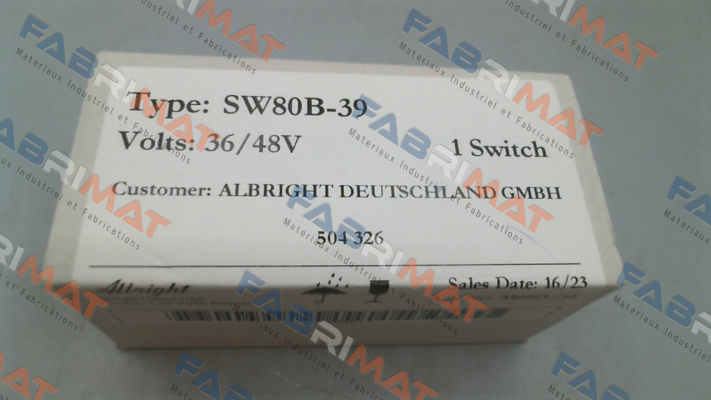 Type: SW80B-39
Volts: 36/48V
1 Switch
Customer: ALBRIGHT DEUTSCHLAND GMBH
504 326
Albright
Sales Date: 16/23
FABRIMAT
Materiaux Industriel et Fabrications